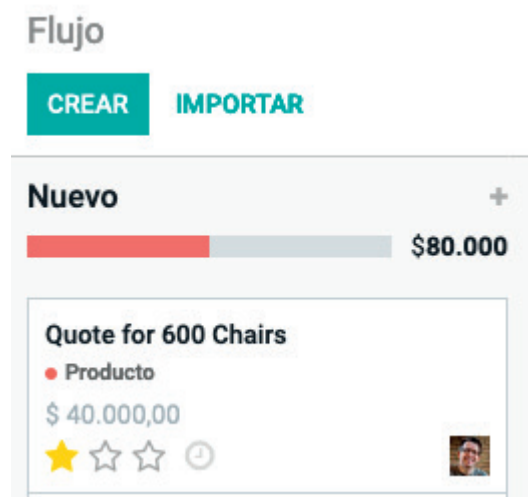 Flujo
CREAR IMPORTAR
Nuevo +
$80.000
Quote for 600 Chairs
Producto
$ 40.000,00